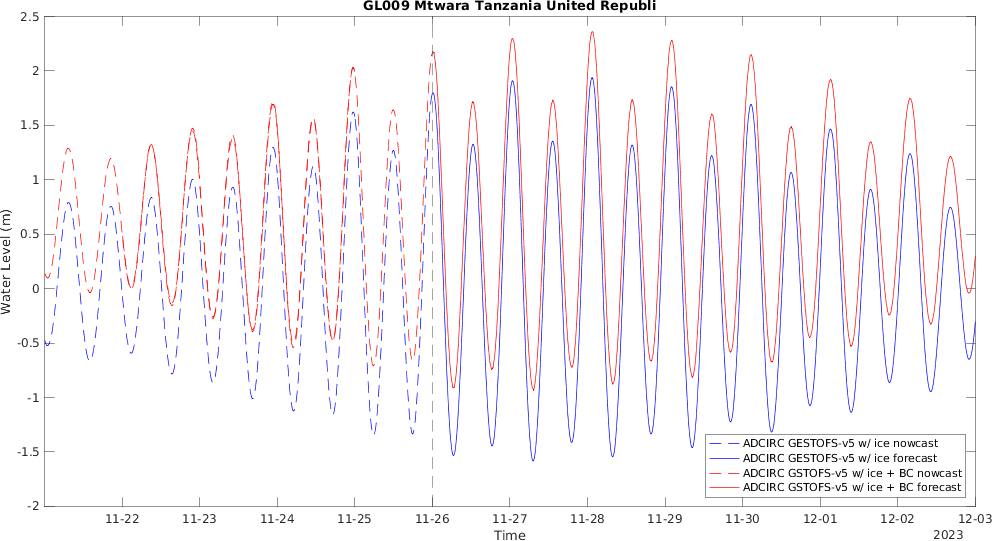 GL009 Mtwara Tanzania United Republi
2.5
2
1.5
1
0.5
0
-0.5
-1
-1.5
-2
Water Level (m)
11-22 11-23 11-24 11-25 11-26 11-27 11-28 11-29 11-30 12-01 12-02 12-03
Time
2023
ADCIRC GESTOFS-v5 w/ ice nowcast
ADCIRC GESTOFS-v5 w/ ice forecast
ADCIRC GSTOFS-v5 w/ ice + BC nowcast
ADCIRC GSTOFS-v5 w/ ice + BC forecast